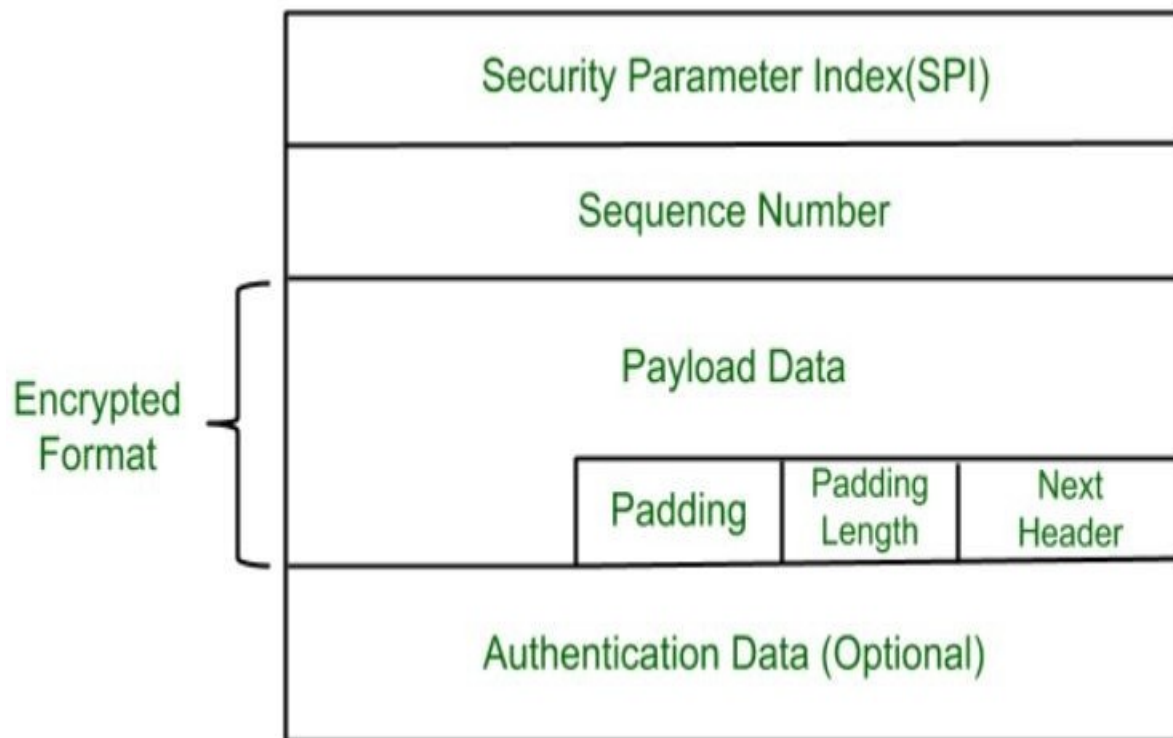 Security Parameter Index(SPI)
Sequence Number
Payload Data
Encrypted
Format
Padding
Padding
Length
Next
Header
Authentication Data (Optional)